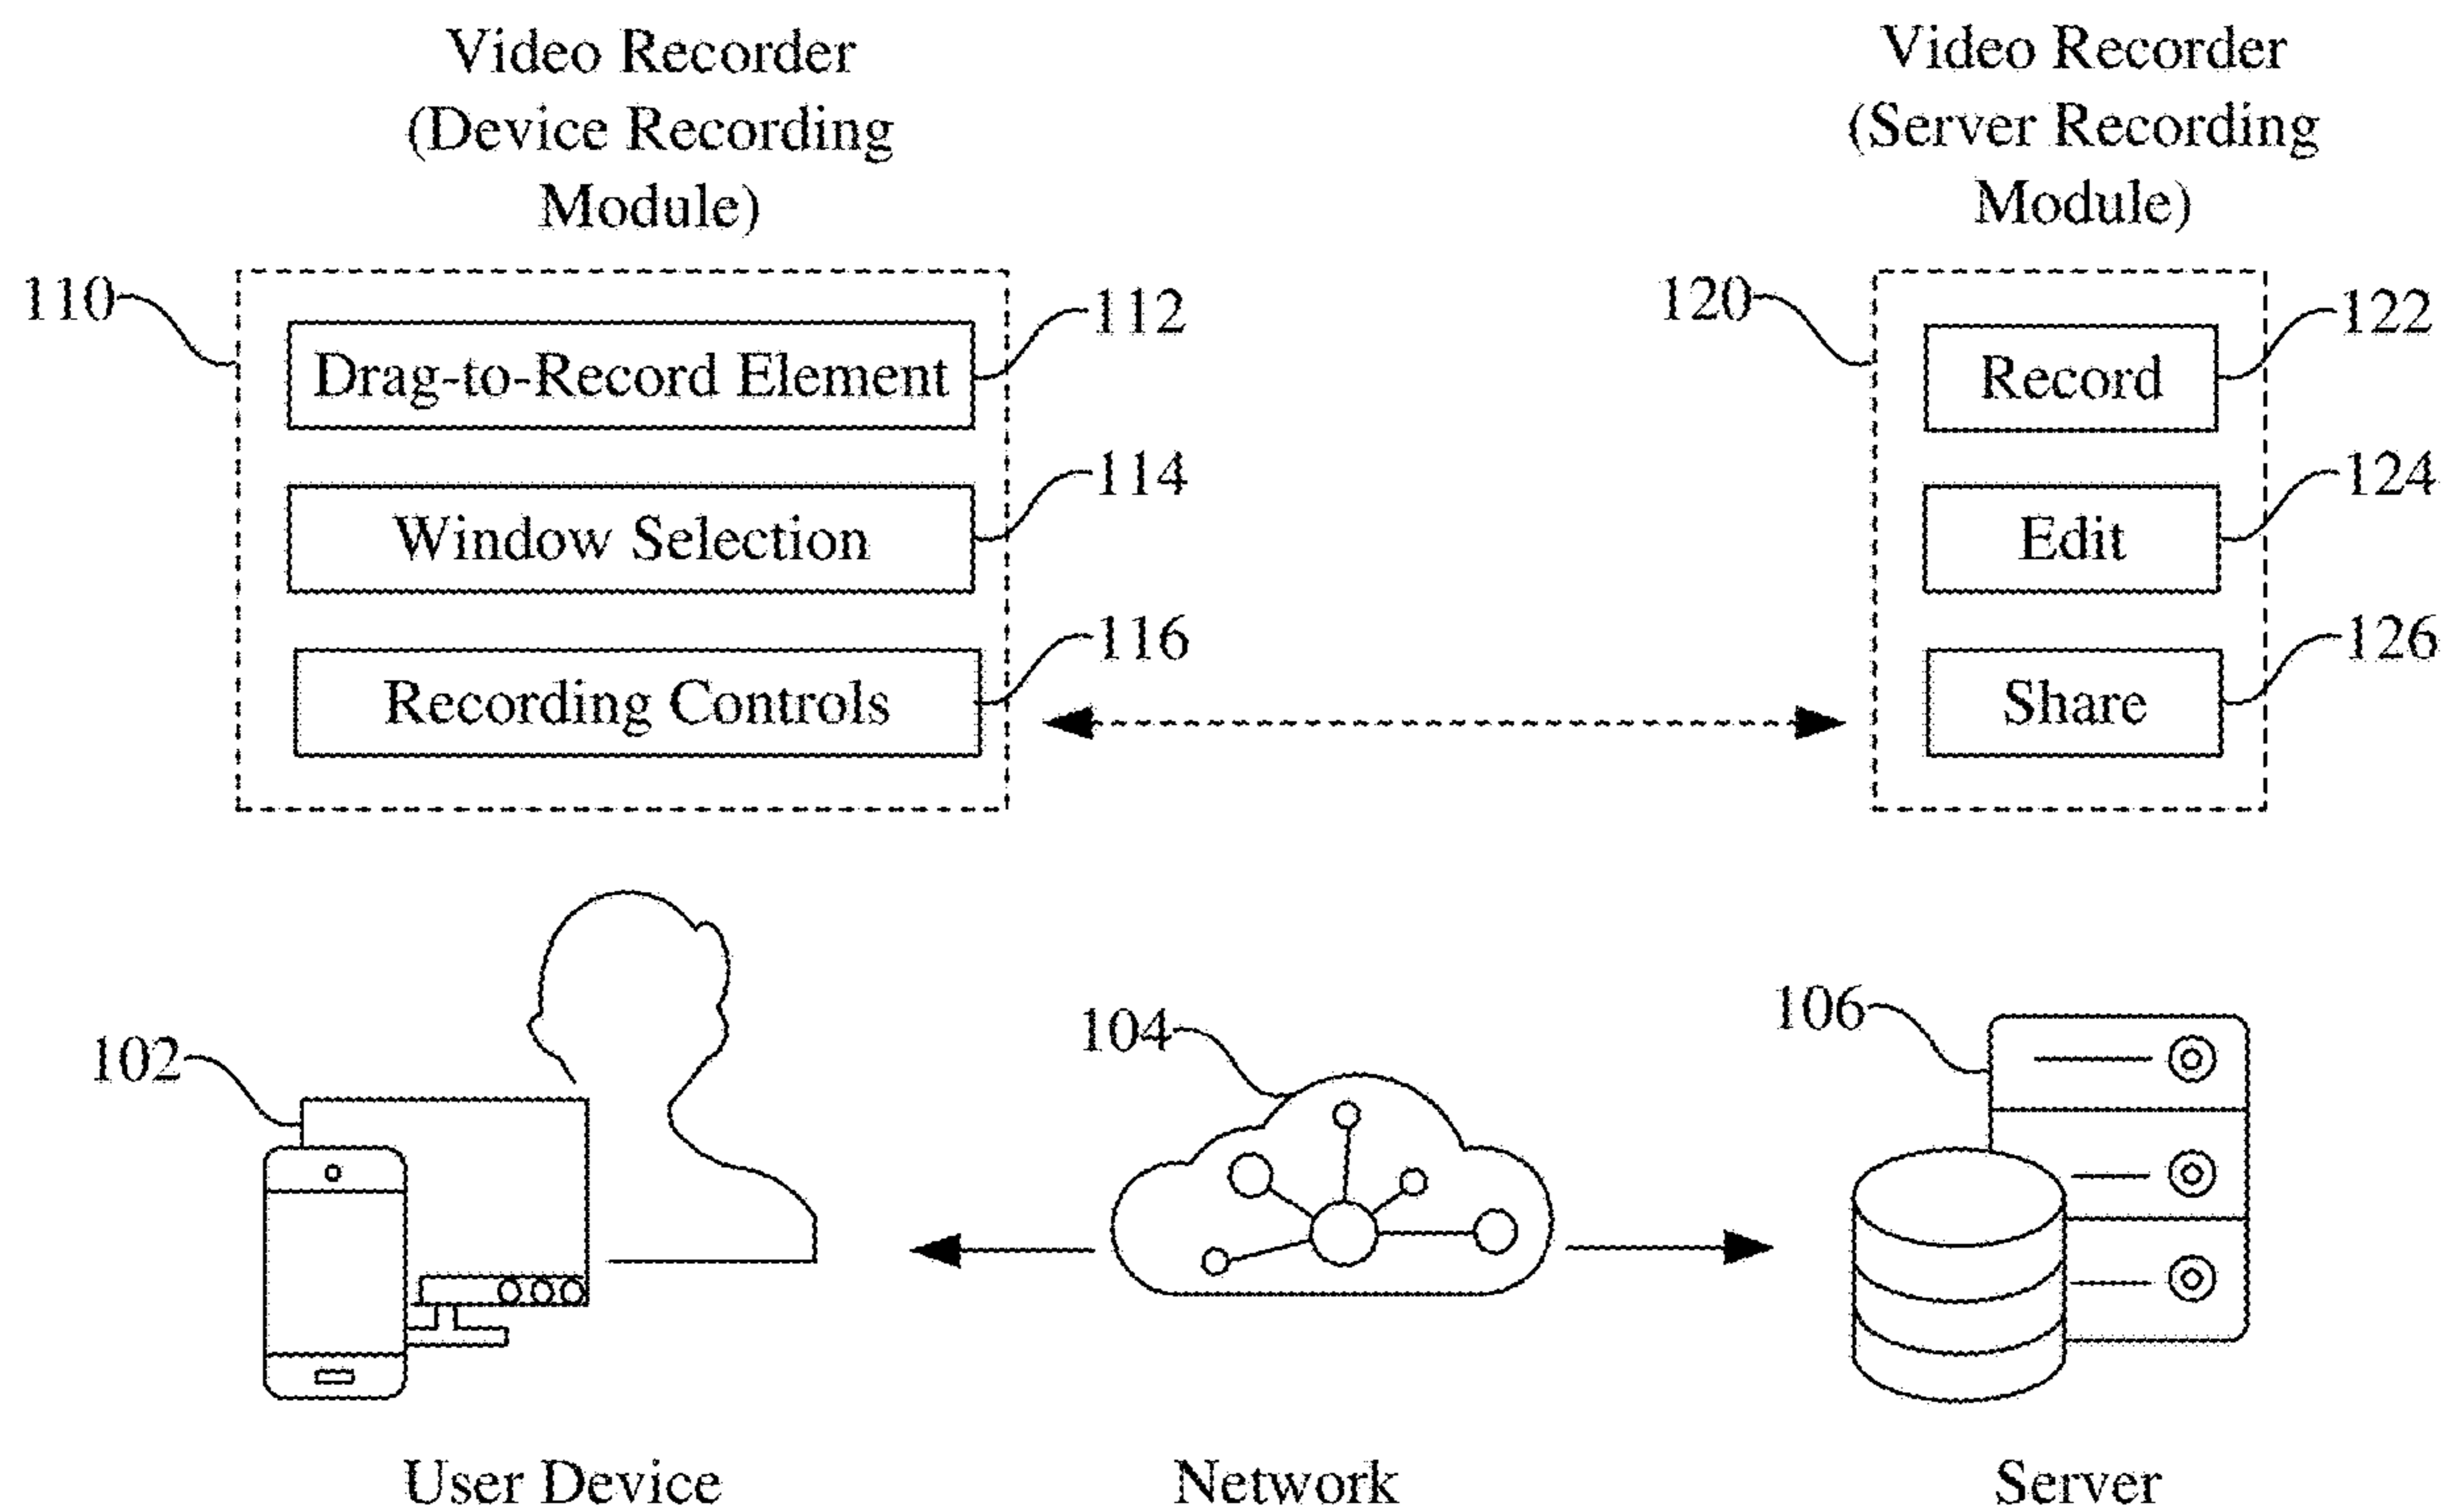 Video Recorder
(Device Recording
Module)
Video Recorder
(Server Recording
Module)
110
Drag-to-Record Element
112
Window Selection
114
Recording Controls
116
120
Record
122
Edit
124
Share
126
102
104
106
User Device
Network
Server